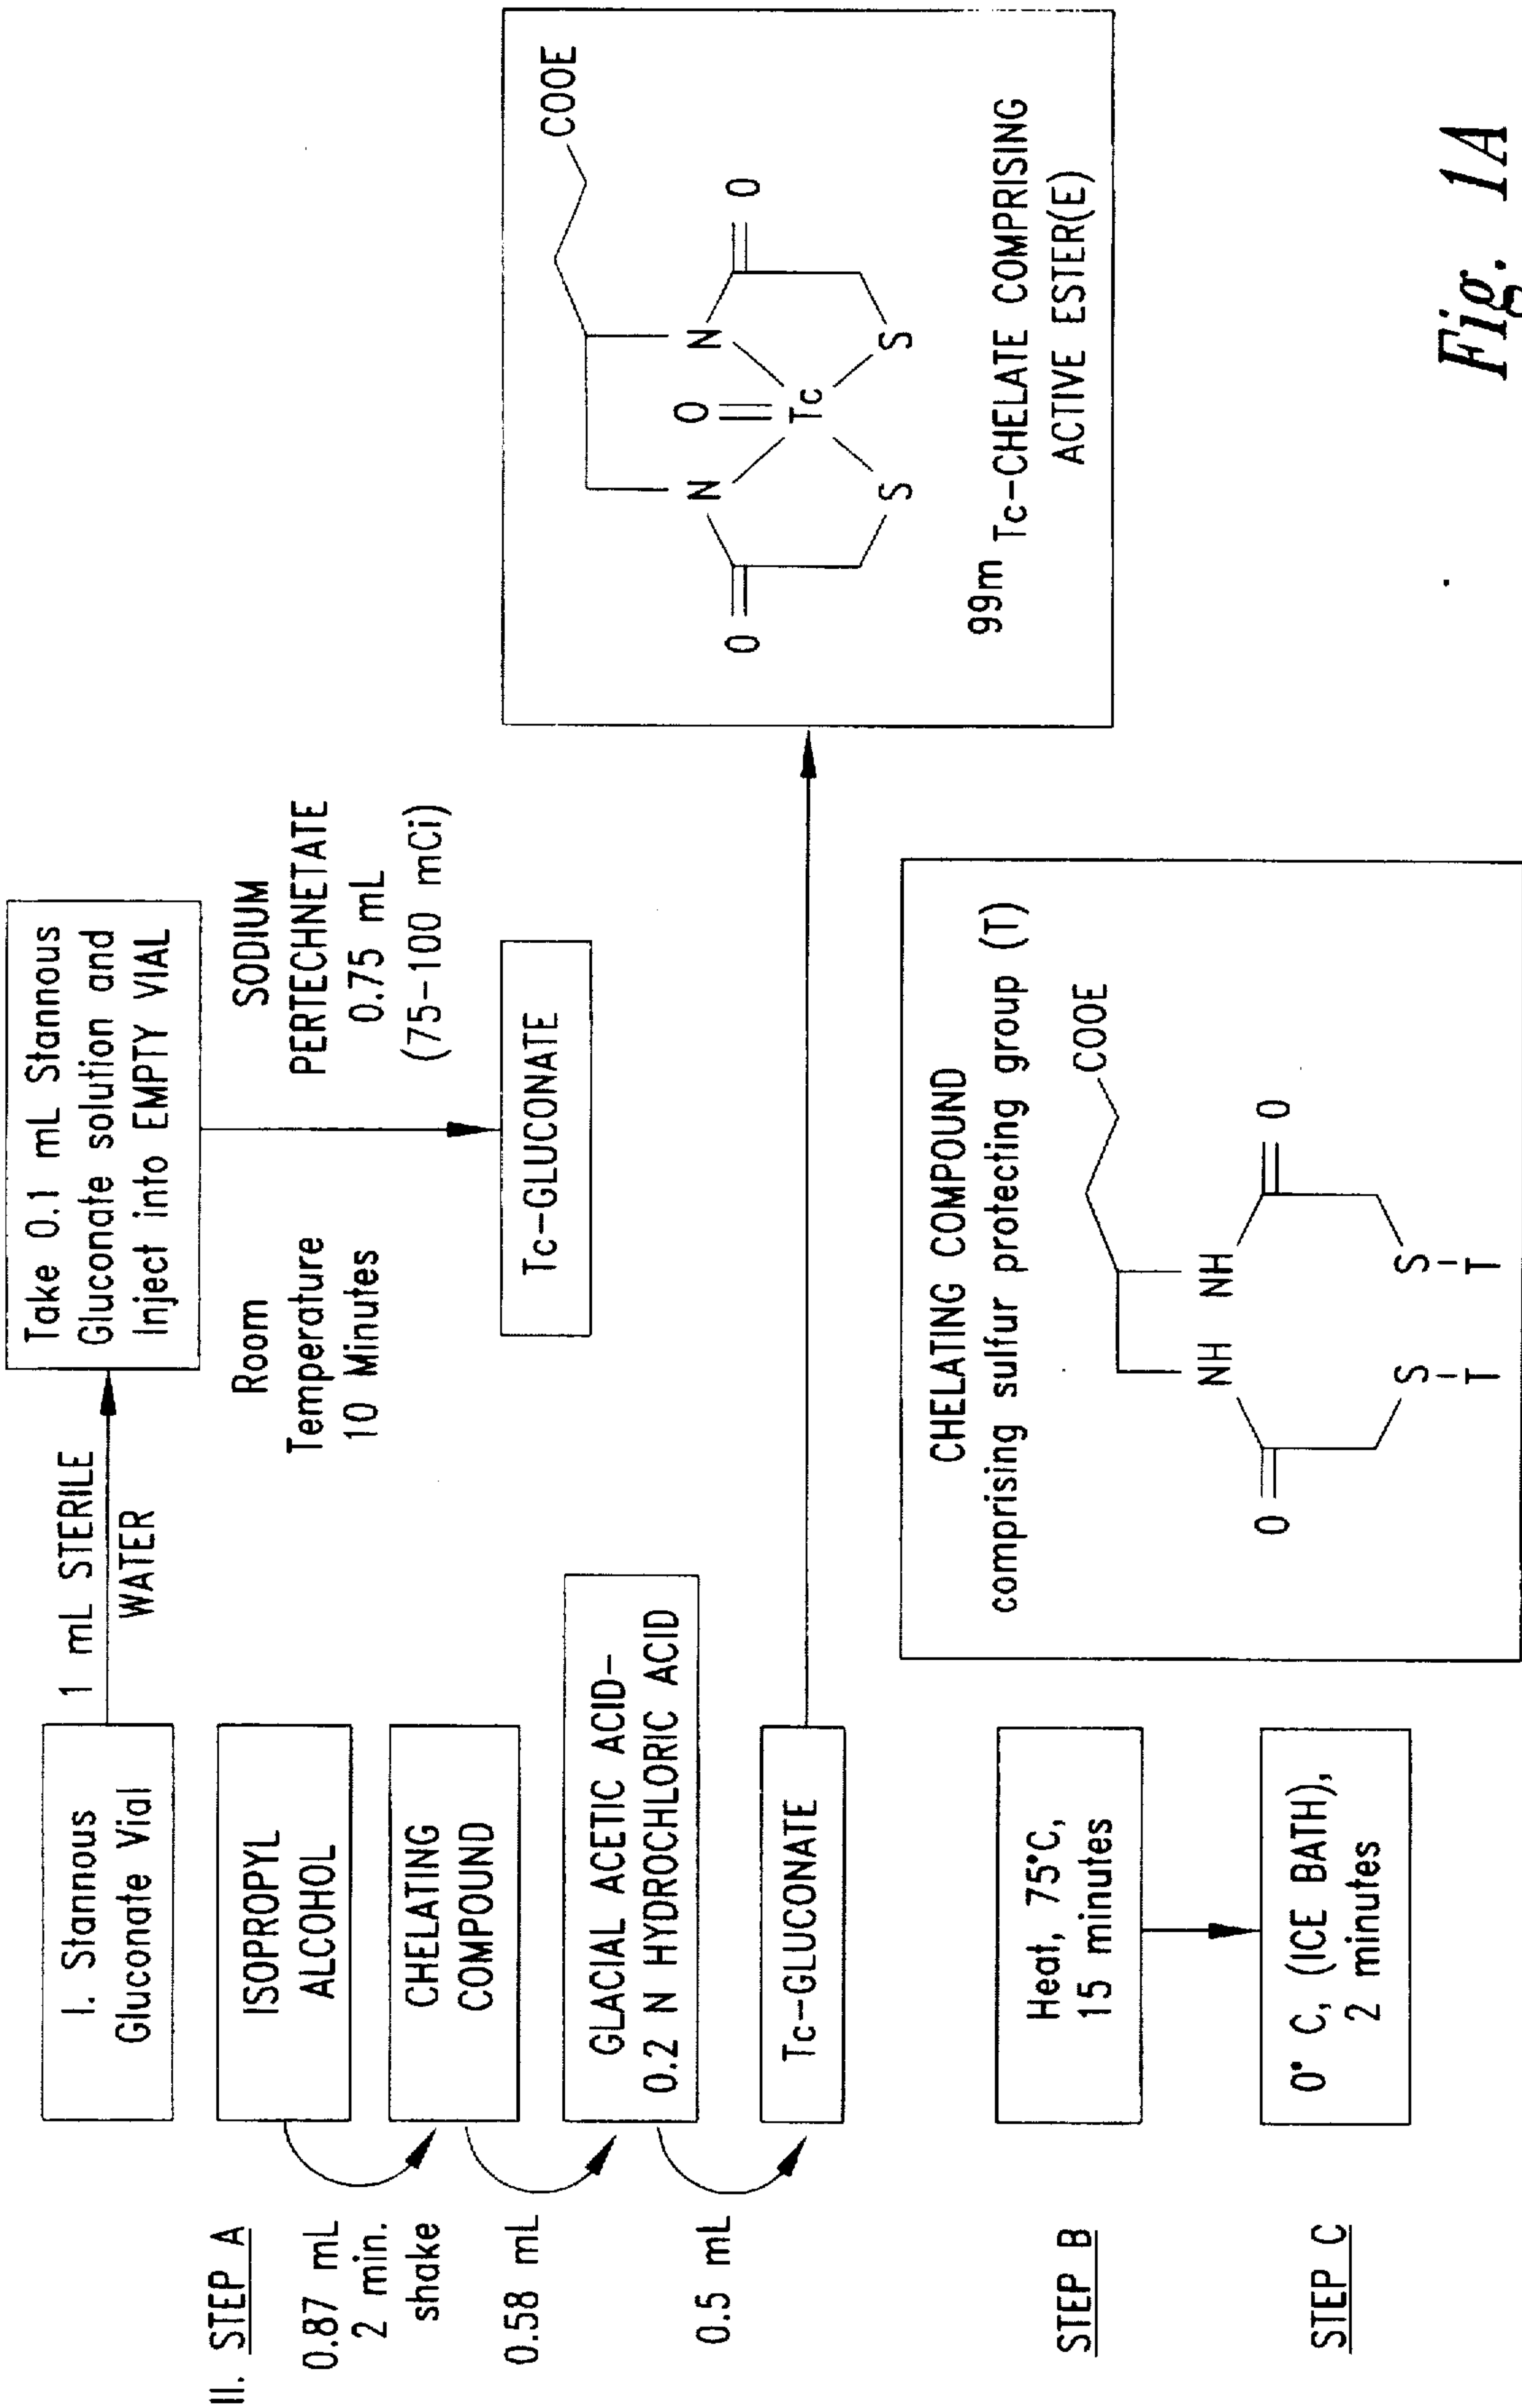 I. Stannous
Gluconate Vial
1 mL STERILE
WATER
Take 0.1 mL Stannous
Gluconate solution and
Inject into EMPTY VIAL
Room
Temperature
10 Minutes
SODIUM
PERTECHNETATE
0.75 mL
(75-100 mCi)
Tc-GLUCONATE
II. STEP A
0.87 mL
2 min.
shake
ISOPROPYL
ALCOHOL
CHELATING
COMPOUND
0.58 mL
GLACIAL ACETIC ACID-
0.2 N HYDROCHLORIC ACID
0.5 mL
Tc-GLUCONATE
COOE
O
N
N
O
O
Tc
S
S
99m Tc-CHELATE COMPRISING
ACTIVE ESTER(E)
STEP B
Heat, 75°C,
15 minutes
STEP C
0° C, (ICE BATH),
2 minutes
CHELATING COMPOUND
comprising sulfur protecting group (T)
COOE
NH
NH
O
O
S
S
T
T
Fig. 1A